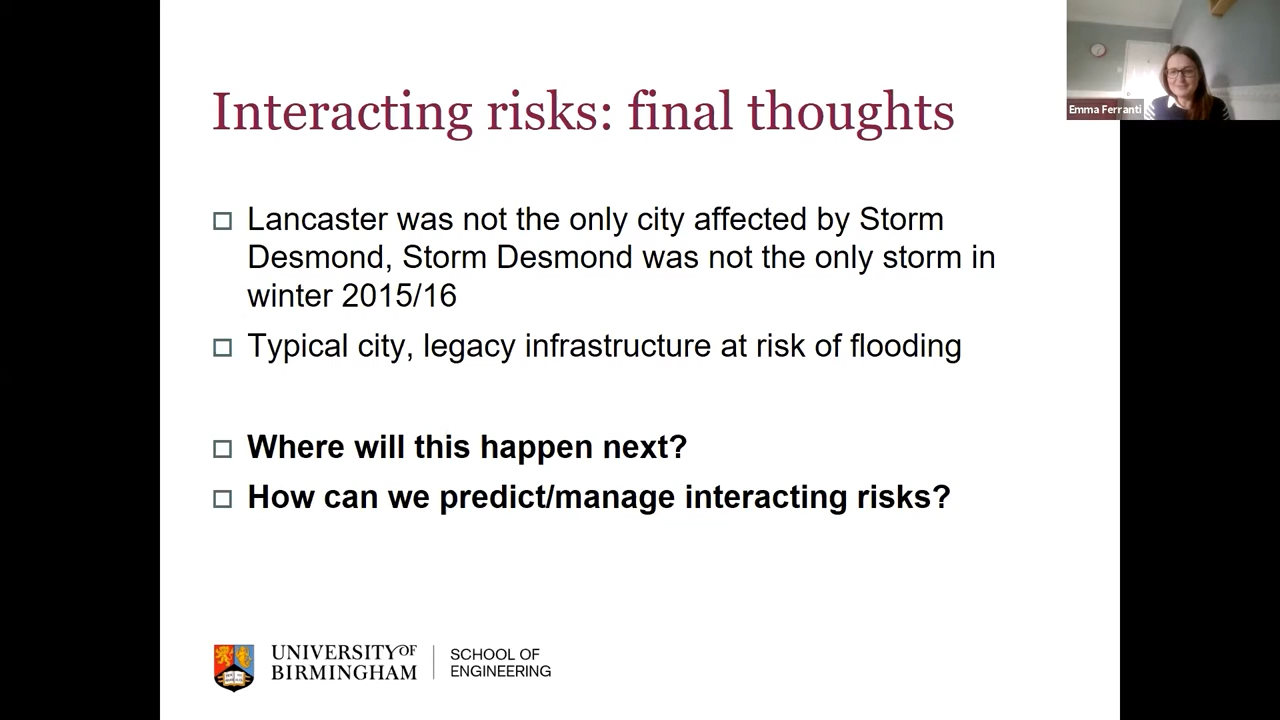 Interacting risks: final thoughts
Emma Ferranti
Lancaster was not the only city affected by Storm
Desmond, Storm Desmond was not the only storm in
winter 2015/16
Typical city, legacy infrastructure at risk of flooding
Where will this happen next?
How can we predict/manage interacting risks?
UNIVERSITY OF
BIRMINGHAM
SCHOOL OF
ENGINEERING